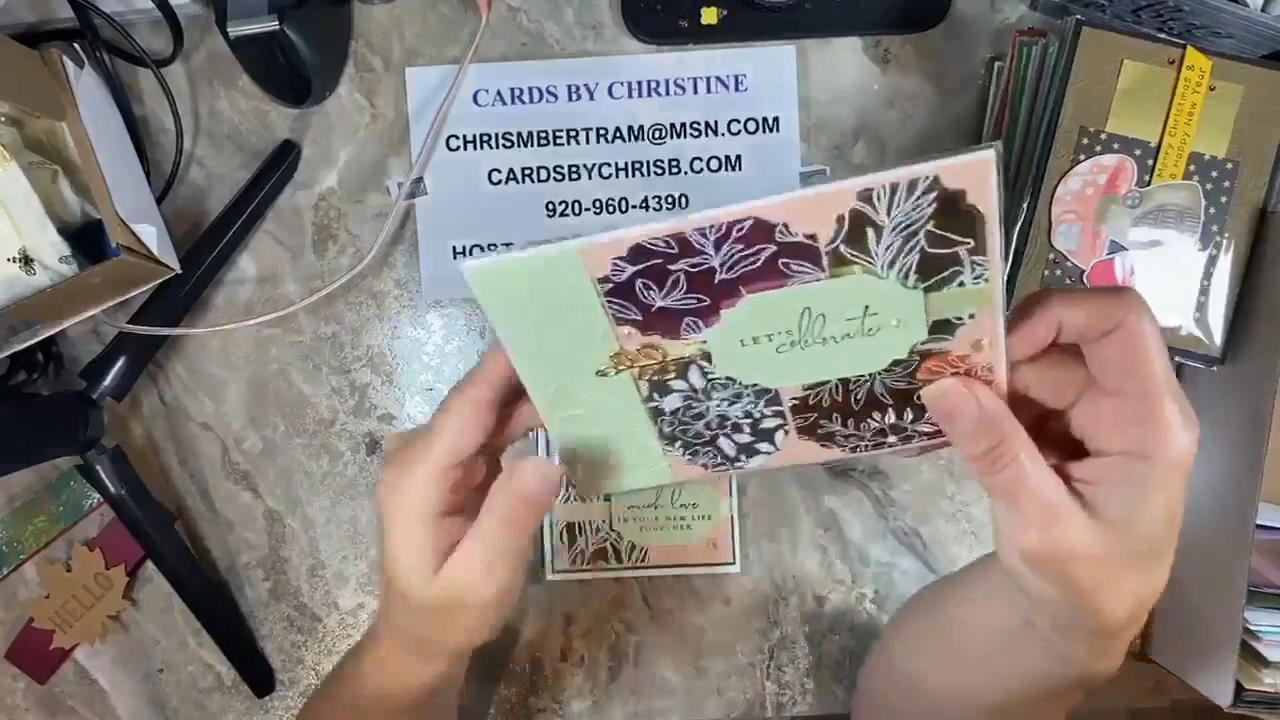 CARDS BY CHRISTINE
CHRISMBERTRAM@MSN.COM
CARDSBYCHRISB.COM
920-960-4390
Merry Christmas &
a Happy New Year
LET'S
celebrate
much love
IN YOUR NEW LIFE
TOGETHER
HELLO